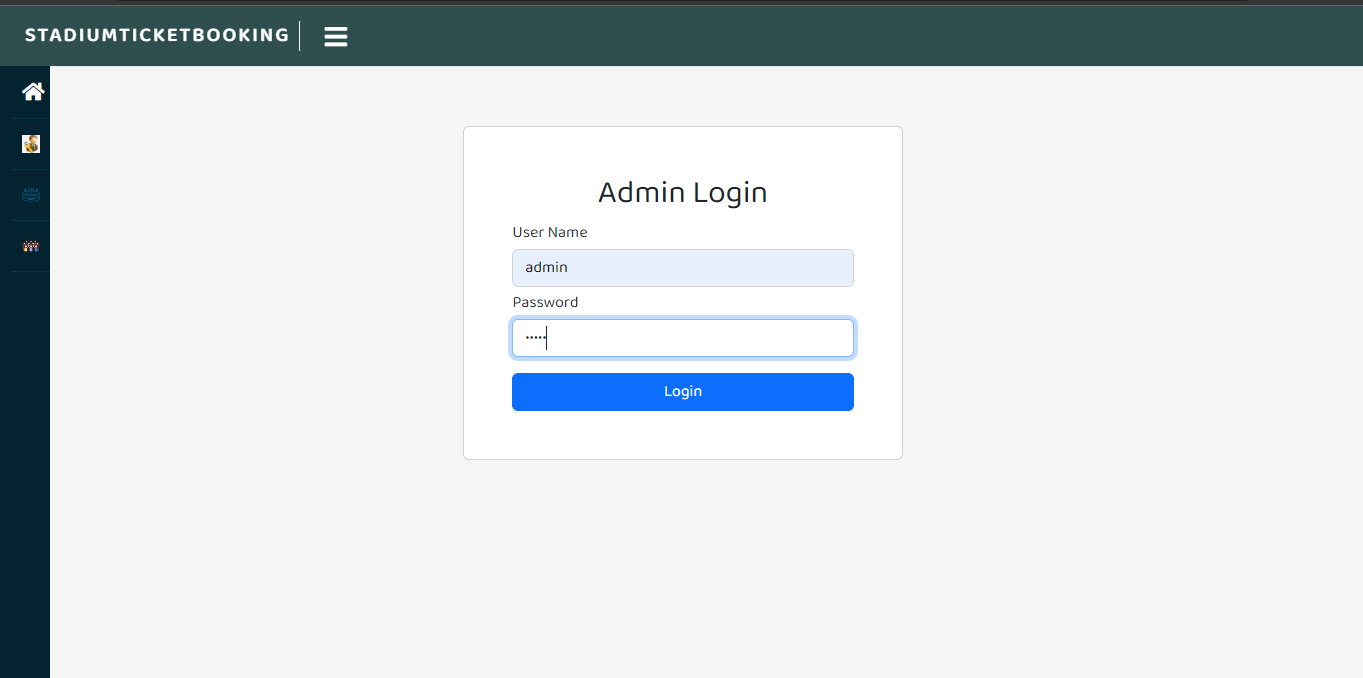 STADIUMTICKETBOOKING
Admin Login
User Name
admin
Password
•••••
Login